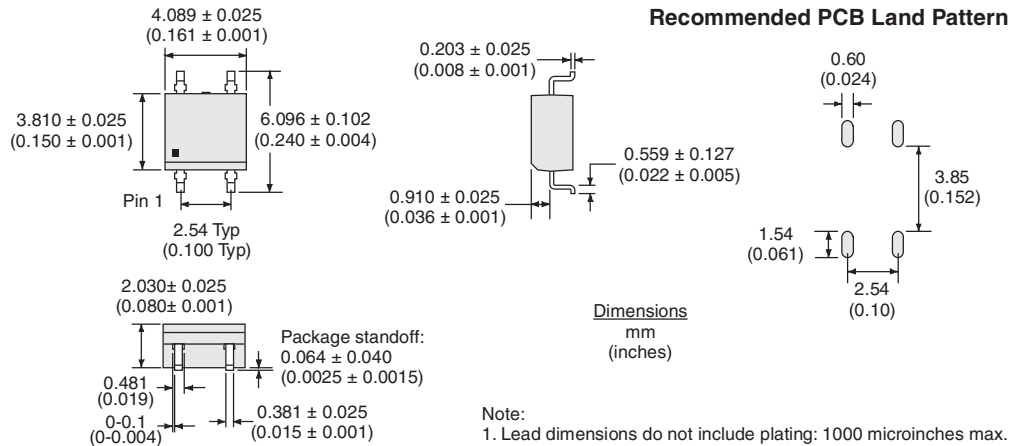 Recommended PCB Land Pattern
4.089 ± 0.025
(0.161 ± 0.001)
3.810 ± 0.025
(0.150 ± 0.001)
6.096 ± 0.102
(0.240 ± 0.004)
Pin 1
2.54 Typ
(0.100 Typ)
0.203 ± 0.025
(0.008 ± 0.001)
0.559 ± 0.127
(0.022 ± 0.005)
0.910 ± 0.025
(0.036 ± 0.001)
0.60
(0.024)
3.85
(0.152)
1.54
(0.061)
2.54
(0.10)
2.030± 0.025
(0.080± 0.001)
Package standoff:
0.064 ± 0.040
(0.0025 ± 0.0015)
0.481
(0.019)
0-0.1
(0-0.004)
0.381 ± 0.025
(0.015 ± 0.001)
Dimensions
mm
(inches)
Note:
1. Lead dimensions do not include plating: 1000 microinches max.